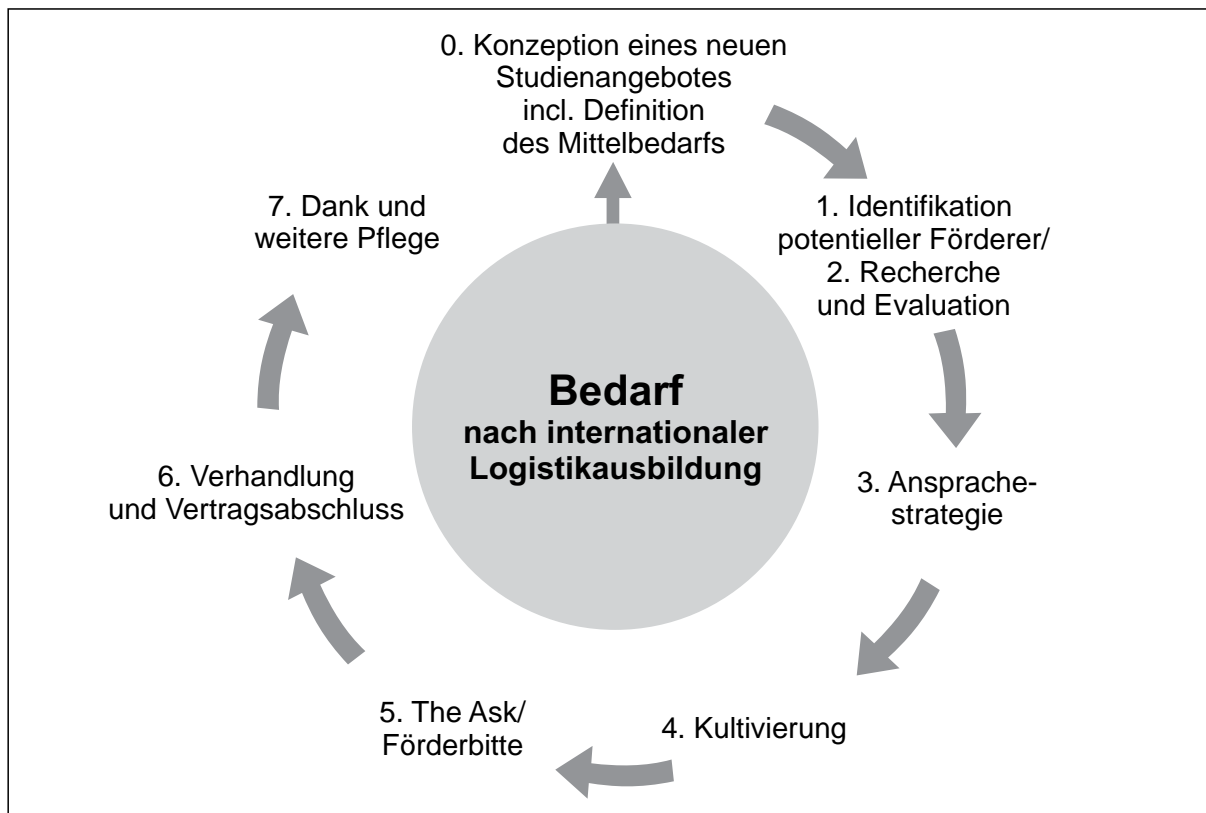 0. Konzeption eines neuen
Studienangebotes
incl. Definition
des Mittelbedarfs
1. Identifikation
potentieller Förderer/
2. Recherche
und Evaluation
3. Ansprache-
strategie
4. Kultivierung
5. The Ask/
Förderbitte
6. Verhandlung
und Vertragsabschluss
7. Dank und
weitere Pflege
Bedarf
nach internationaler
Logistikausbildung